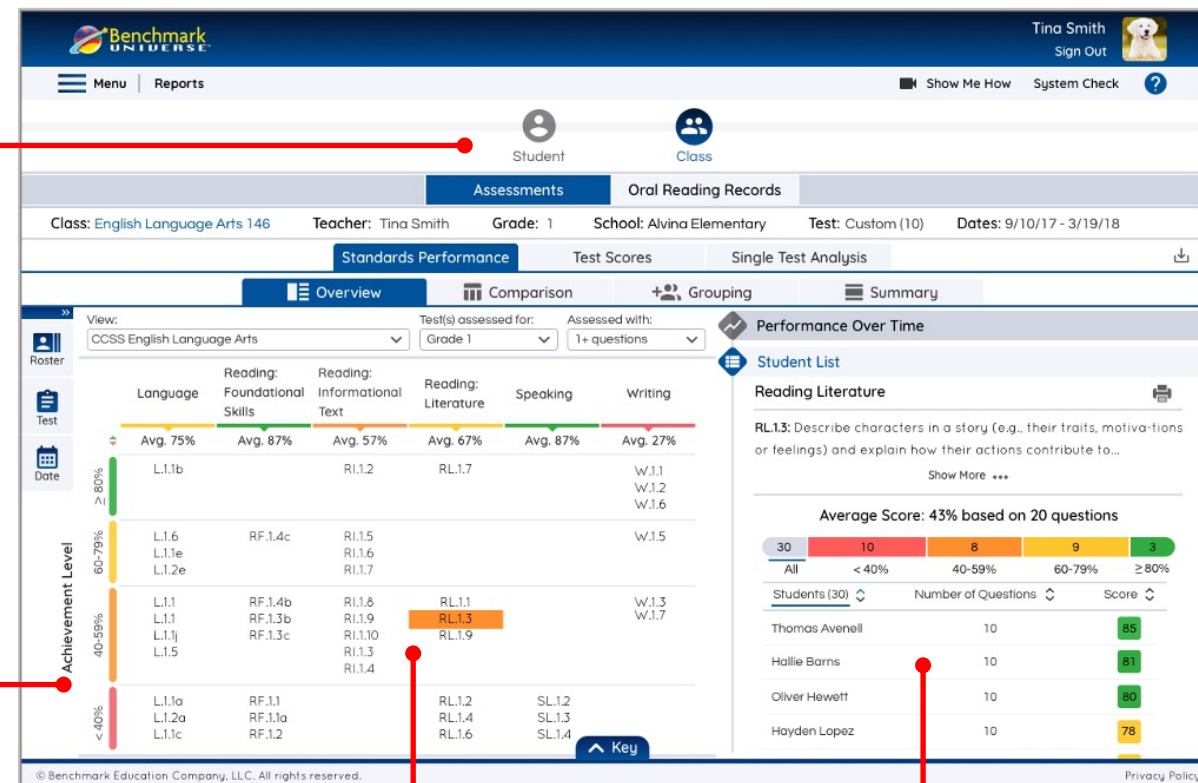 Benchmark
UNIVERSE
Tina Smith
Sign Out
Menu | Reports
Show Me How System Check ?
Student Class
Assessments Oral Reading Records
Class: English Language Arts 146 Teacher: Tina Smith Grade: 1 School: Alvina Elementary Test: Custom (10) Dates: 9/10/17 - 3/19/18
Standards Performance Test Scores Single Test Analysis
Overview Comparison Grouping Summary
»
Roster
Test
Date
View: Test(s) assessed for: Assessed with:
CCSS English Language Arts Grade 1 1+ questions
Language
Reading:
Foundational
Skills
Reading:
Informational
Text
Reading:
Literature
Speaking
Writing
Avg. 75% Avg. 87% Avg. 57% Avg. 67% Avg. 87% Avg. 27%
Achievement Level
≥ 80%
L.1.1b RI.1.2 RL.1.7 W.1.1
W.1.2
W.1.6
60-79%
L.1.6 RF.1.4c RI.1.5 W.1.5
L.1.1e RI.1.6
L.1.2e RI.1.7
40-59%
L.1.1 RF.1.4b RI.1.8 RL.1.1 W.1.3
L.1.1 RF.1.3b RI.1.9 RL.1.3 W.1.7
L.1.1j RF.1.3c RI.1.10 RL.1.9
L.1.5 RI.1.3
RI.1.4
< 40%
L.1.1a RF.1.1 RL.1.2 SL.1.2
L.1.2a RF.1.1a RL.1.4 SL.1.3
L.1.1c RF.1.2 RL.1.6 SL.1.4
Key
Performance Over Time
Student List
Reading Literature
RL.1.3: Describe characters in a story (e.g., their traits, motiva-tions
or feelings) and explain how their actions contribute to...
Show More •••
Average Score: 43% based on 20 questions
30 10 8 9 3
All < 40% 40-59% 60-79% ≥ 80%
Students (30) Number of Questions Score
Thomas Avenell 10 85
Hallie Barns 10 81
Oliver Hewett 10 80
Hayden Lopez 10 78
© Benchmark Education Company, LLC. All rights reserved. Privacy Policy